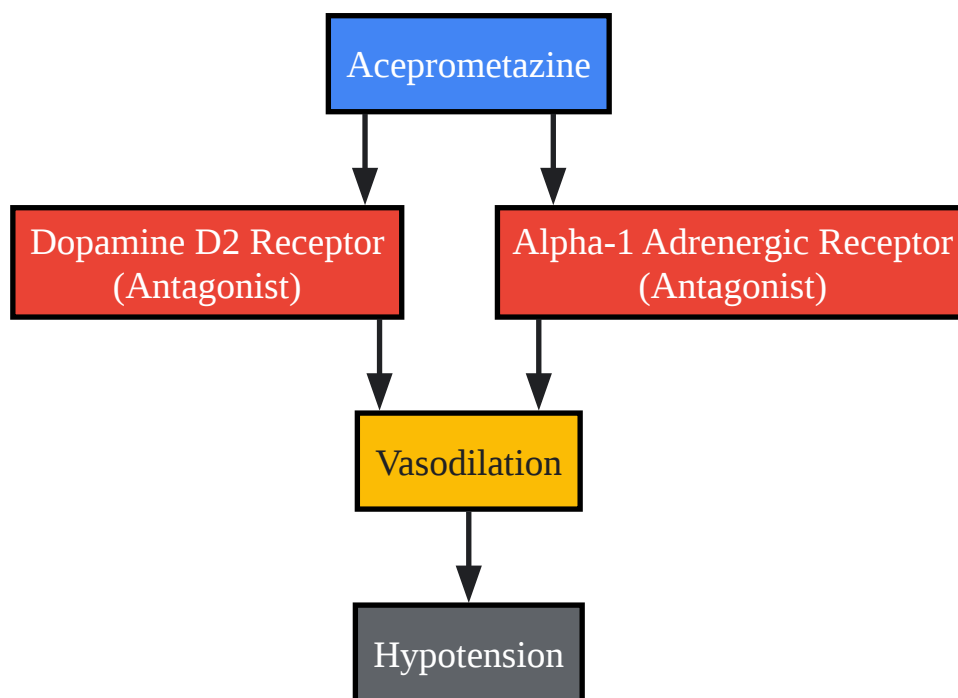 Aceprometazine
Dopamine D2 Receptor
(Antagonist)
Alpha-1 Adrenergic Receptor
(Antagonist)
Vasodilation
Hypotension